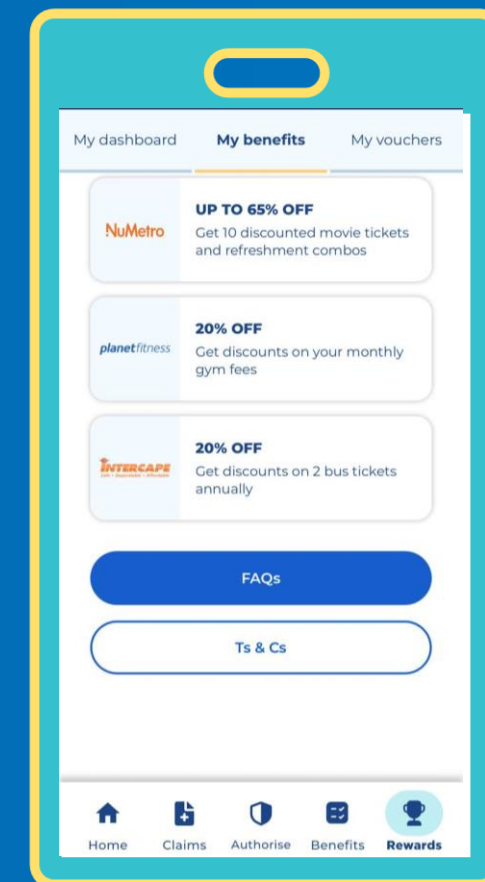 My dashboard My benefits My vouchers
NuMetro
UP TO 65% OFF
Get 10 discounted movie tickets
and refreshment combos
planetfitness
20% OFF
Get discounts on your monthly
gym fees
INTERCAPE
20% OFF
Get discounts on 2 bus tickets
annually
FAQs
Ts & Cs
Home Claims Authorise Benefits Rewards